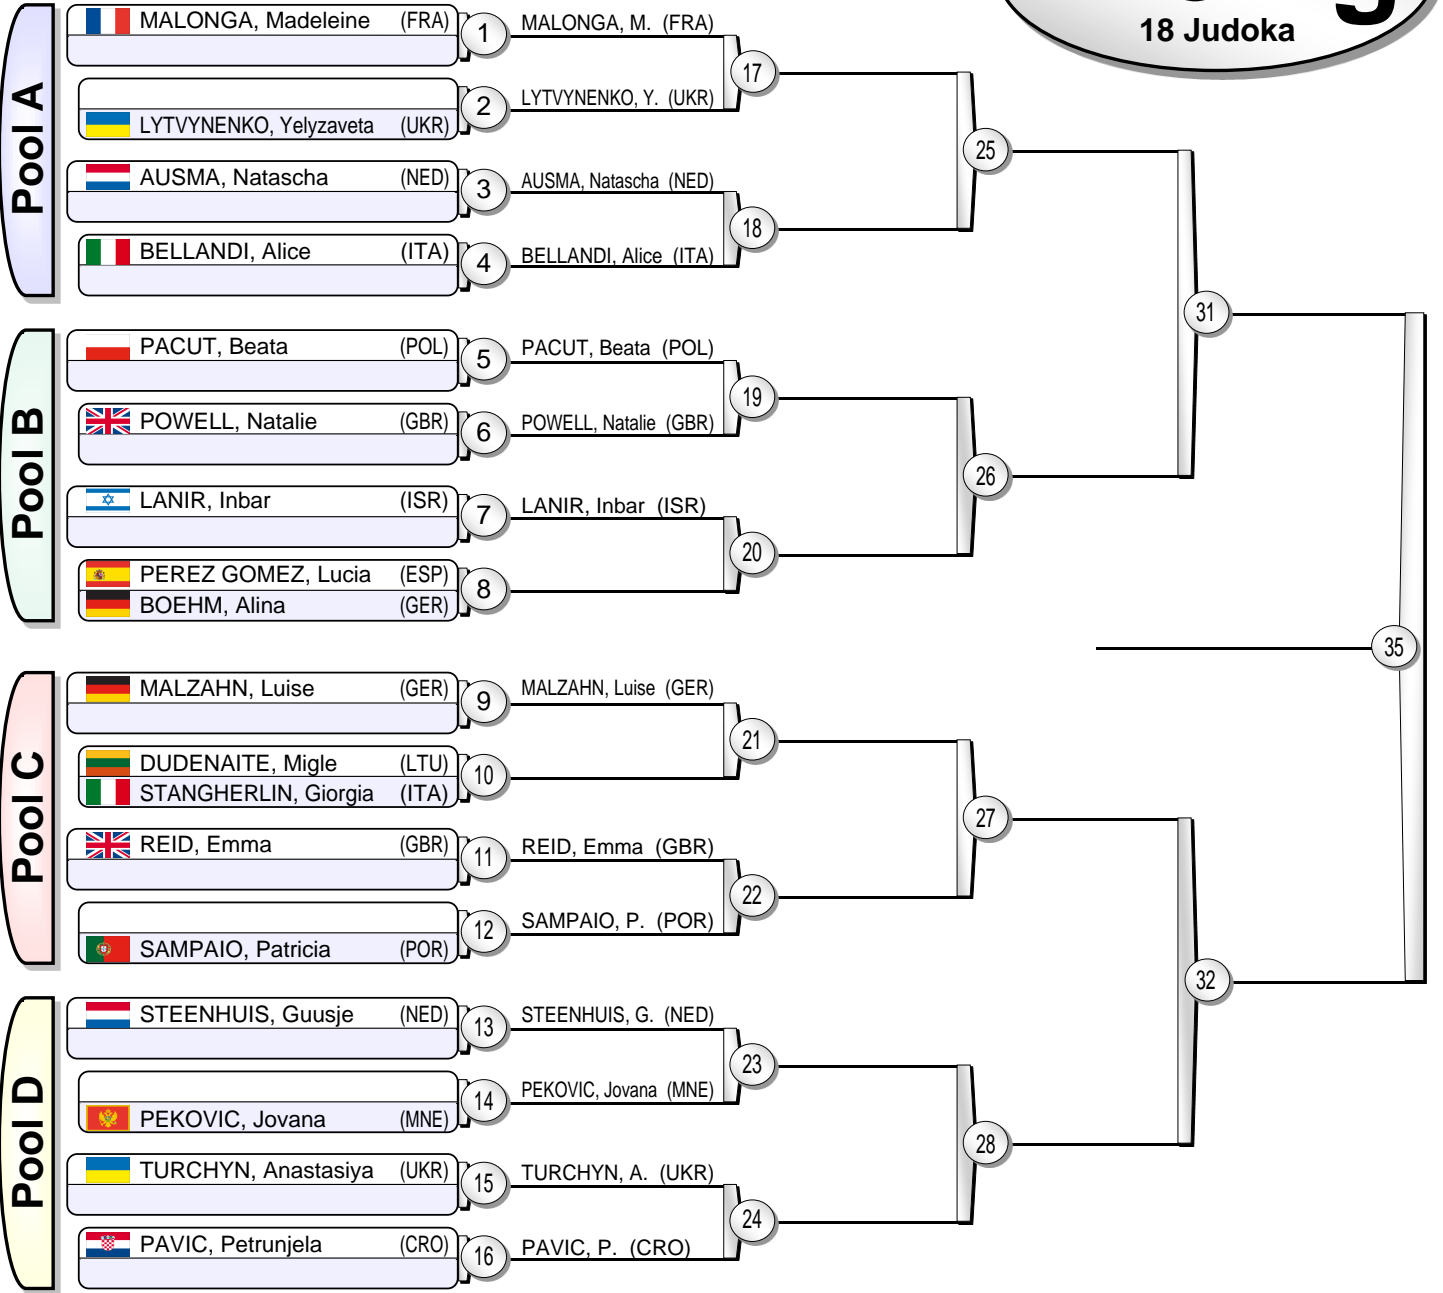 18 Judoka
Pool A
MALONGA, Madeleine (FRA) 1 MALONGA, M. (FRA)
17
2 LYTVYNENKO, Y. (UKR)
LYTVYNENKO, Yelyzaveta (UKR)
25
AUSMA, Natascha (NED) 3 AUSMA, Natascha (NED)
18
BELLANDI, Alice (ITA) 4 BELLANDI, Alice (ITA)
31
Pool B
PACUT, Beata (POL) 5 PACUT, Beata (POL)
19
POWELL, Natalie (GBR) 6 POWELL, Natalie (GBR)
26
LANIR, Inbar (ISR) 7 LANIR, Inbar (ISR)
20
PEREZ GOMEZ, Lucia (ESP) 8
BOEHM, Alina (GER)
35
Pool C
MALZAHN, Luise (GER) 9 MALZAHN, Luise (GER)
21
DUDENAITE, Migle (LTU) 10
STANGHERLIN, Giorgia (ITA)
27
REID, Emma (GBR) 11 REID, Emma (GBR)
22
12 SAMPAIO, P. (POR)
SAMPAIO, Patricia (POR)
32
Pool D
STEENHUIS, Guusje (NED) 13 STEENHUIS, G. (NED)
23
14 PEKOVIC, Jovana (MNE)
PEKOVIC, Jovana (MNE)
28
TURCHYN, Anastasiya (UKR) 15 TURCHYN, A. (UKR)
24
PAVIC, Petrunjela (CRO) 16 PAVIC, P. (CRO)